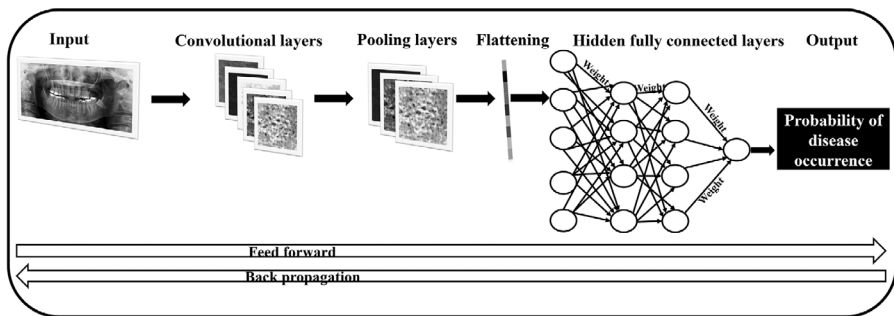 Input
Convolutional layers
Pooling layers
Flattening
Hidden fully connected layers
Output
Weight
Weight
Weight
Weight
Probability of
disease
occurrence
Feed forward
Back propagation